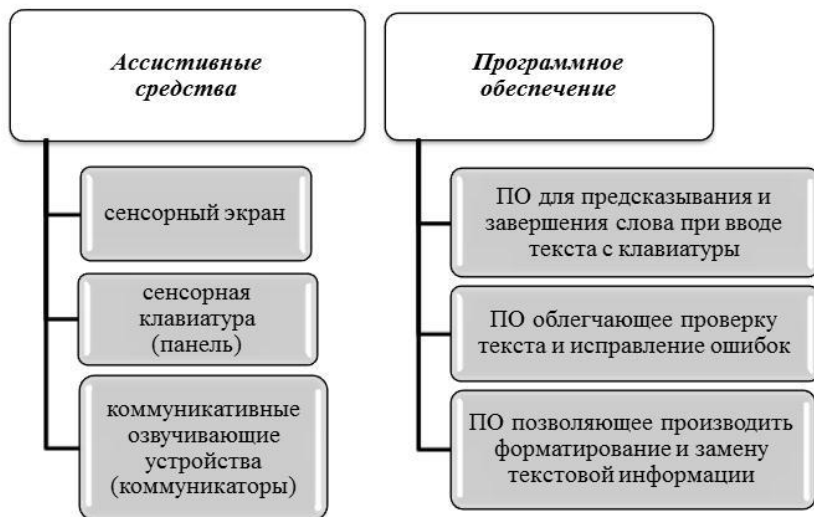 Ассистивные
средства
сенсорный экран
сенсорная
клавиатура
(панель)
коммуникативные
озвучивающие
устройства
(коммуникаторы)
Программное
обеспечение
ПО для предсказывания и
завершения слова при вводе
текста с клавиатуры
ПО облегчающее проверку
текста и исправление ошибок
ПО позволяющее производить
форматирование и замену
текстовой информации